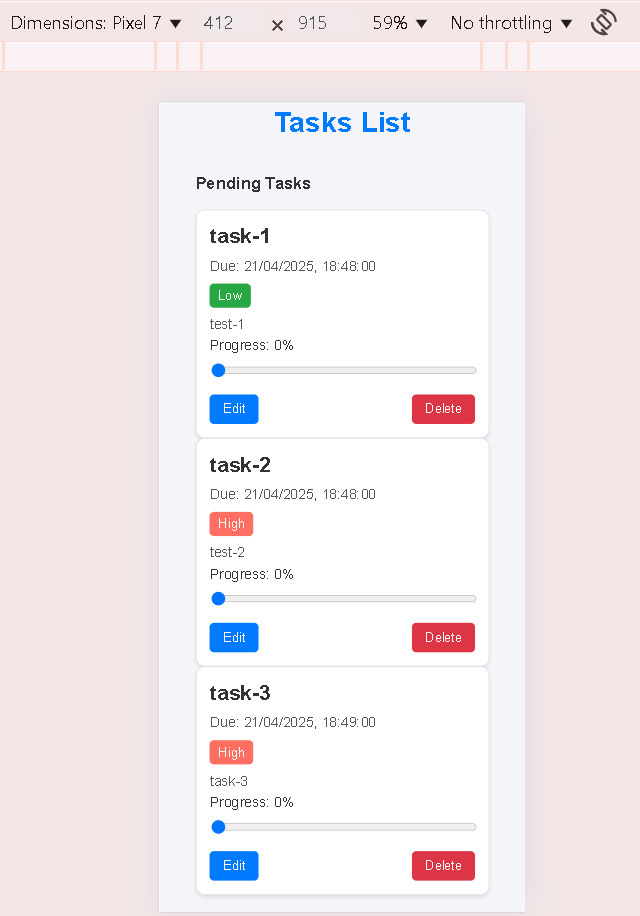 Dimensions: Pixel 7 ▼ 412 × 915 59% ▼ No throttling ▼
Tasks List
Pending Tasks
task-1
Due: 21/04/2025, 18:48:00
Low
test-1
Progress: 0%
Edit Delete
task-2
Due: 21/04/2025, 18:48:00
High
test-2
Progress: 0%
Edit Delete
task-3
Due: 21/04/2025, 18:49:00
High
task-3
Progress: 0%
Edit Delete